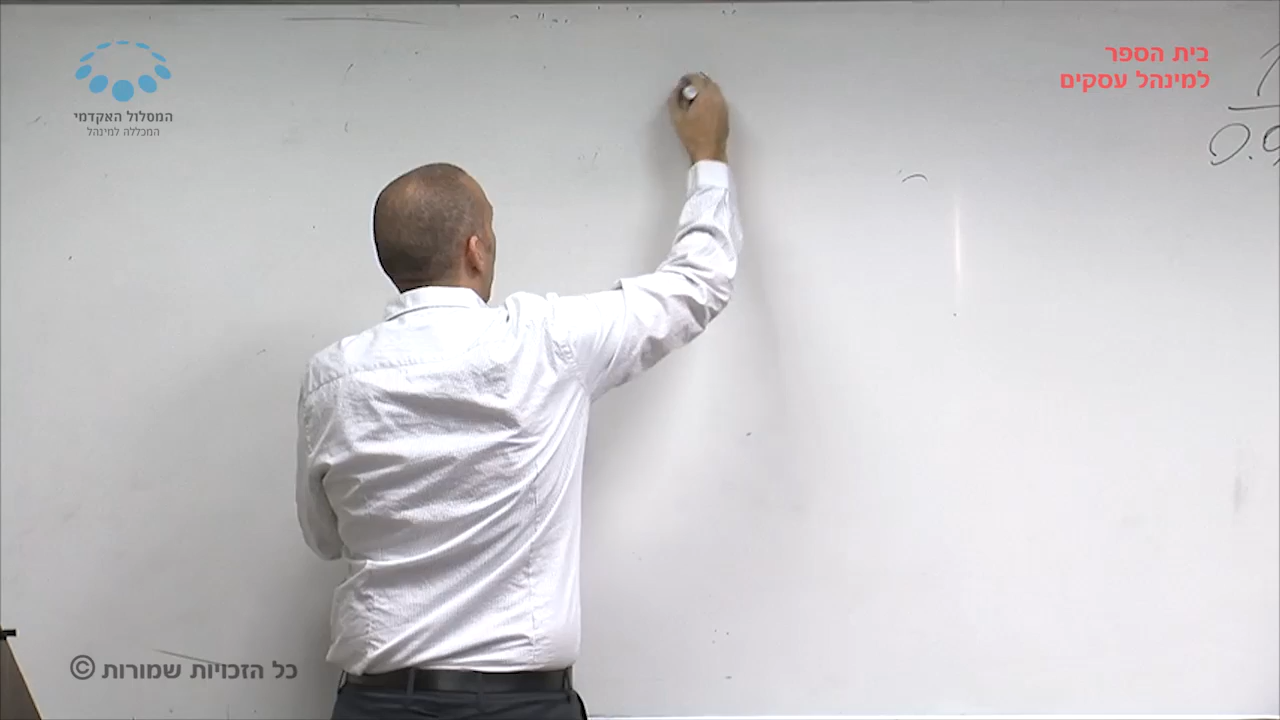 בית הספר
למינהל עסקים
המסלול האקדמי
המכללה למינהל
כל הזכויות שמורות ©